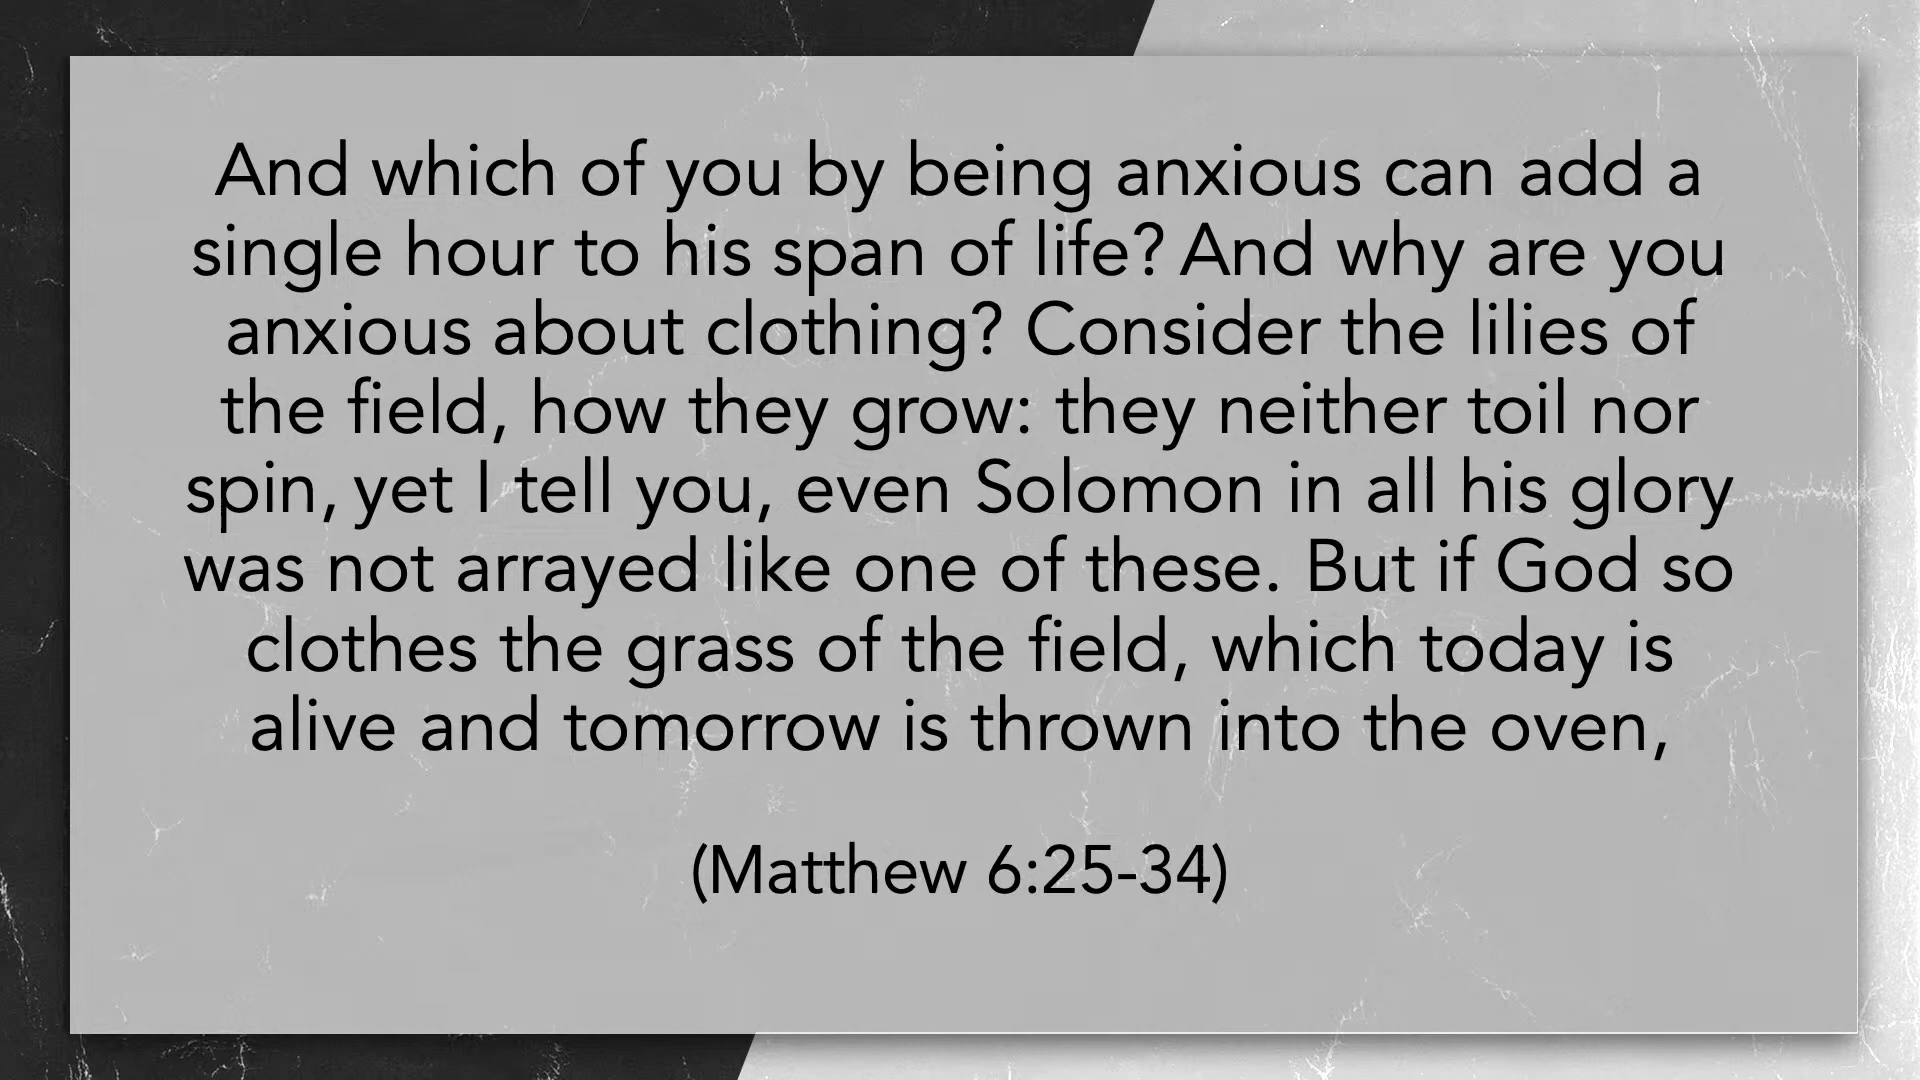 And which of you by being anxious can add a
single hour to his span of life? And why are you
anxious about clothing? Consider the lilies of
the field, how they grow: they neither toil nor
spin, yet I tell you, even Solomon in all his glory
was not arrayed like one of these. But if God so
clothes the grass of the field, which today is
alive and tomorrow is thrown into the oven,
(Matthew 6:25-34)